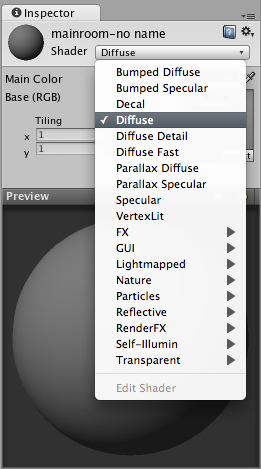 Inspector
mainroom-no name
Shader Diffuse
Main Color
Base (RGB)
Tiling
x 1
y 1
Bumped Diffuse
Bumped Specular
Decal
✓ Diffuse
Diffuse Detail
Diffuse Fast
Parallax Diffuse
Parallax Specular
Specular
VertexLit
FX
GUI
Lightmapped
Nature
Particles
Reflective
RenderFX
Self-Illumin
Transparent
Edit Shader
Preview